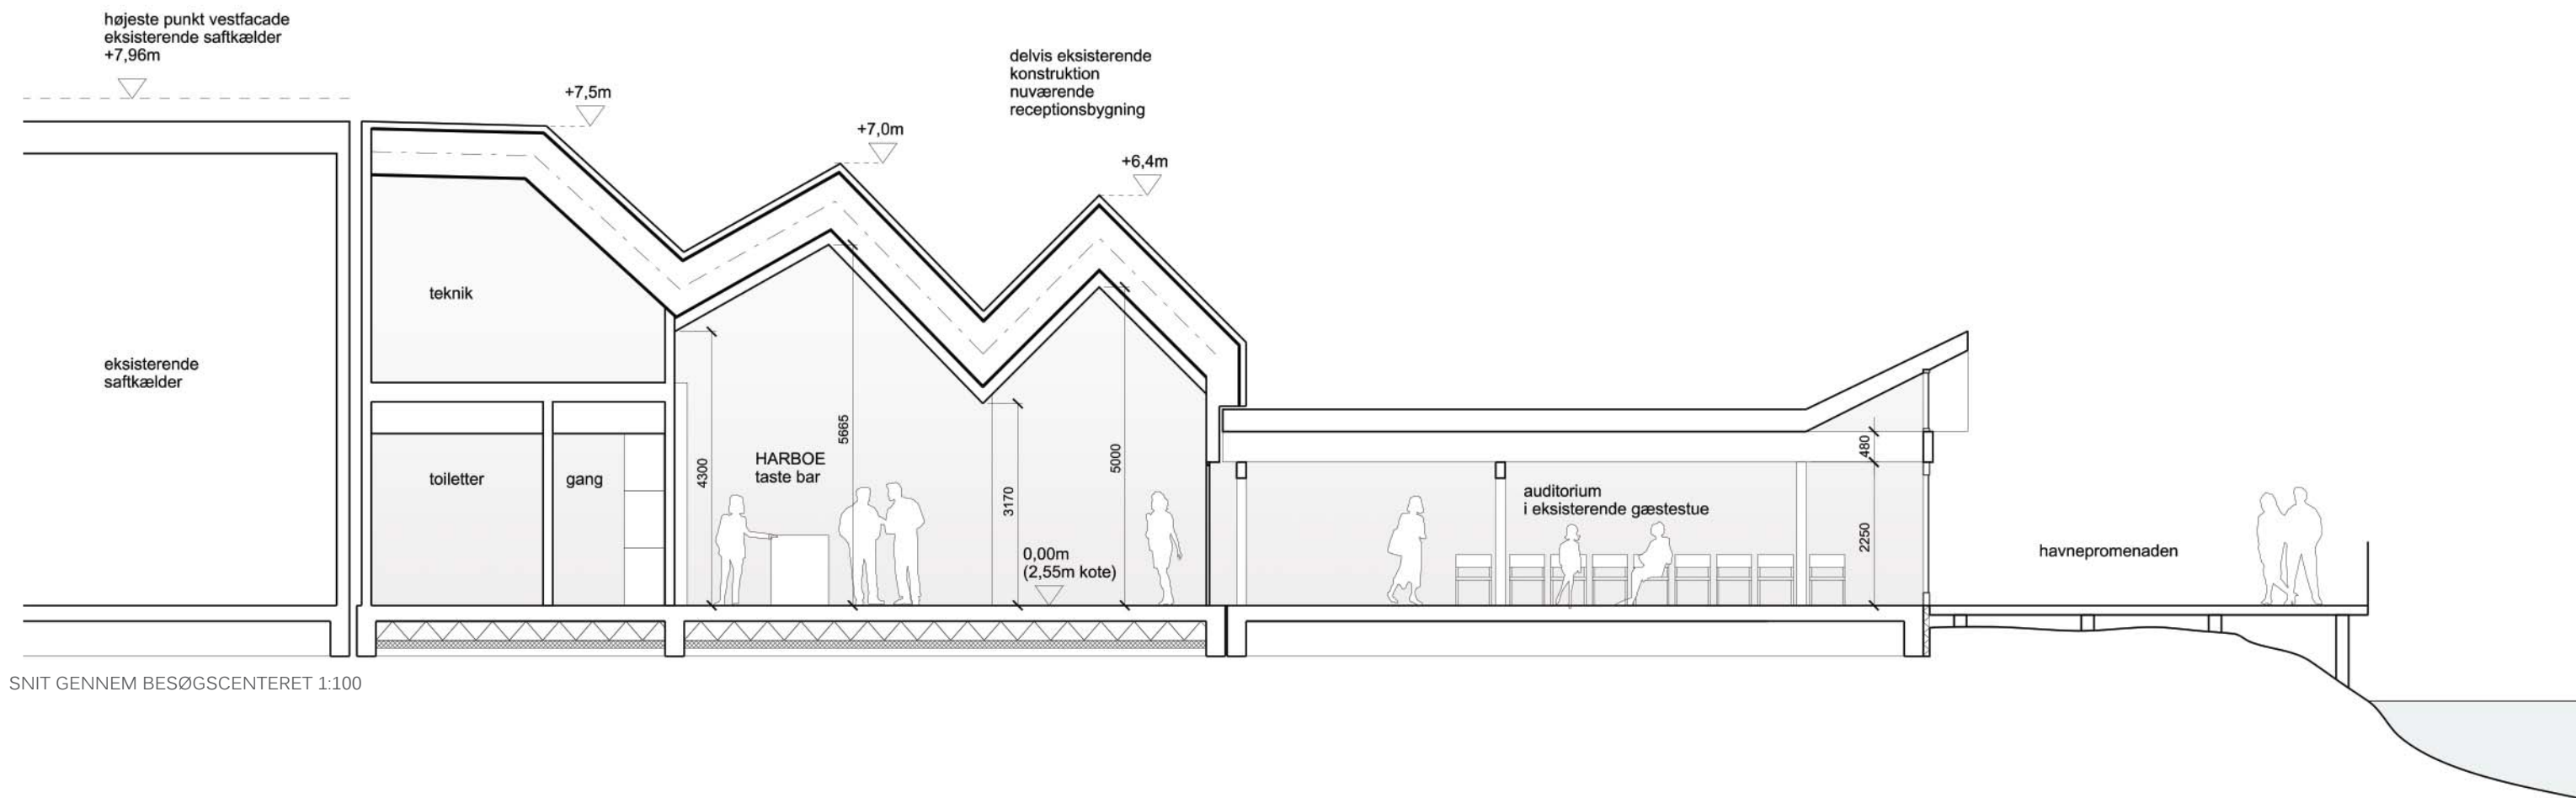 højeste punkt vestfacade
eksisterende saftkælder
+7,96m
+7,5m
+7,0m
delvis eksisterende
konstruktion
nuværende
receptionsbygning
+6,4m
teknik
eksisterende
saftkælder
toiletter
gang
4300
HARBOE
taste bar
5665
3170
5000
0,00m
(2,55m kote)
auditorium
i eksisterende gæstestue
480
2250
havnepromenaden
SNIT GENNEM BESØGSCENTERET 1:100